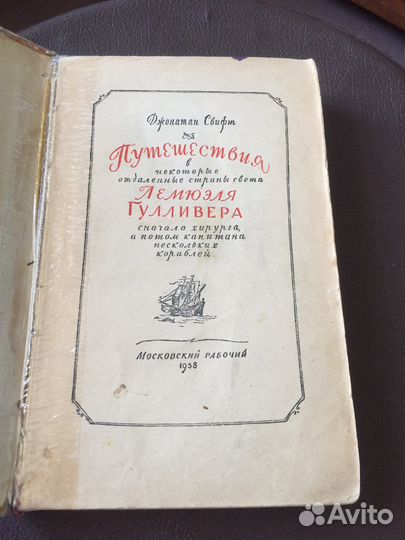 Джонатан Свифт
Путешествия
в
некоторые
отдаленные страны света
Лемюэля
Гулливера
сначала хирурга,
а потом капитана
нескольких
кораблей
Московский рабочий
1958
Avito